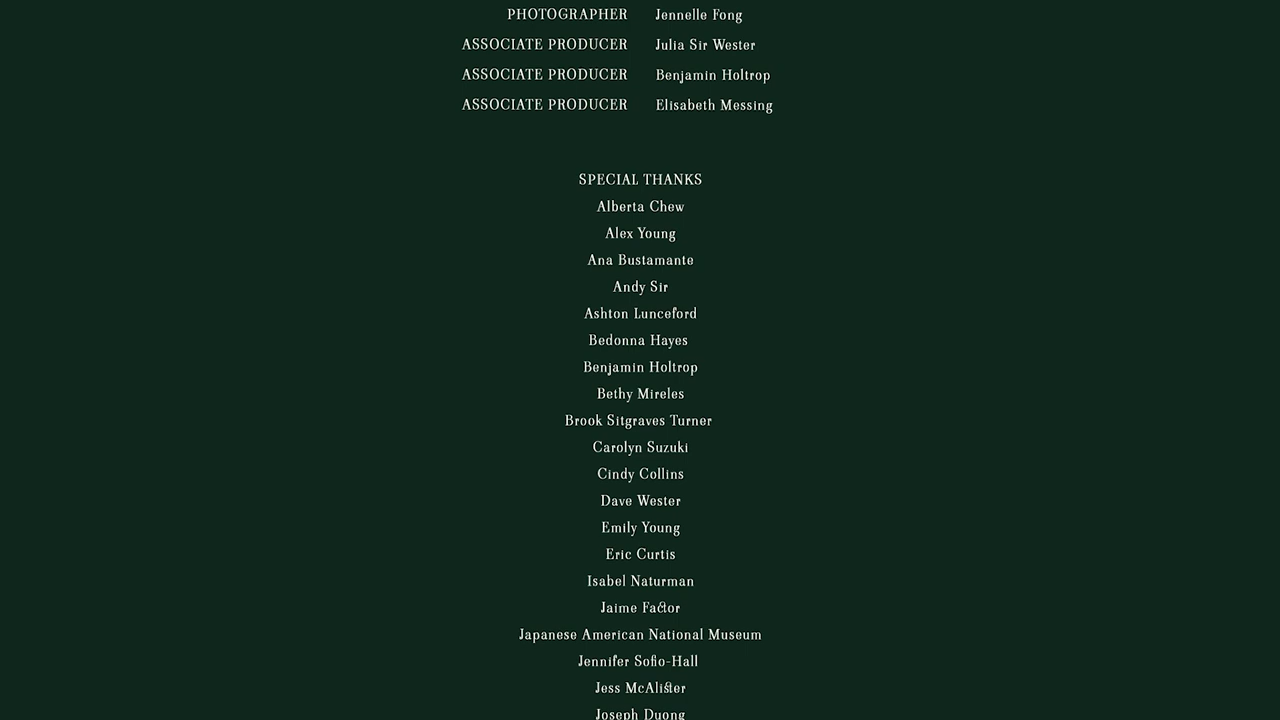 PHOTOGRAPHER Jennelle Fong
ASSOCIATE PRODUCER Julia Sir Wester
ASSOCIATE PRODUCER Benjamin Holtrop
ASSOCIATE PRODUCER Elisabeth Messing
SPECIAL THANKS
Alberta Chew
Alex Young
Ana Bustamante
Andy Sir
Ashton Lunceford
Bedonna Hayes
Benjamin Holtrop
Bethy Mireles
Brook Sitgraves Turner
Carolyn Suzuki
Cindy Collins
Dave Wester
Emily Young
Eric Curtis
Isabel Naturman
Jaime Factor
Japanese American National Museum
Jennifer Sofio-Hall
Jess McAlister
Joseph Duong